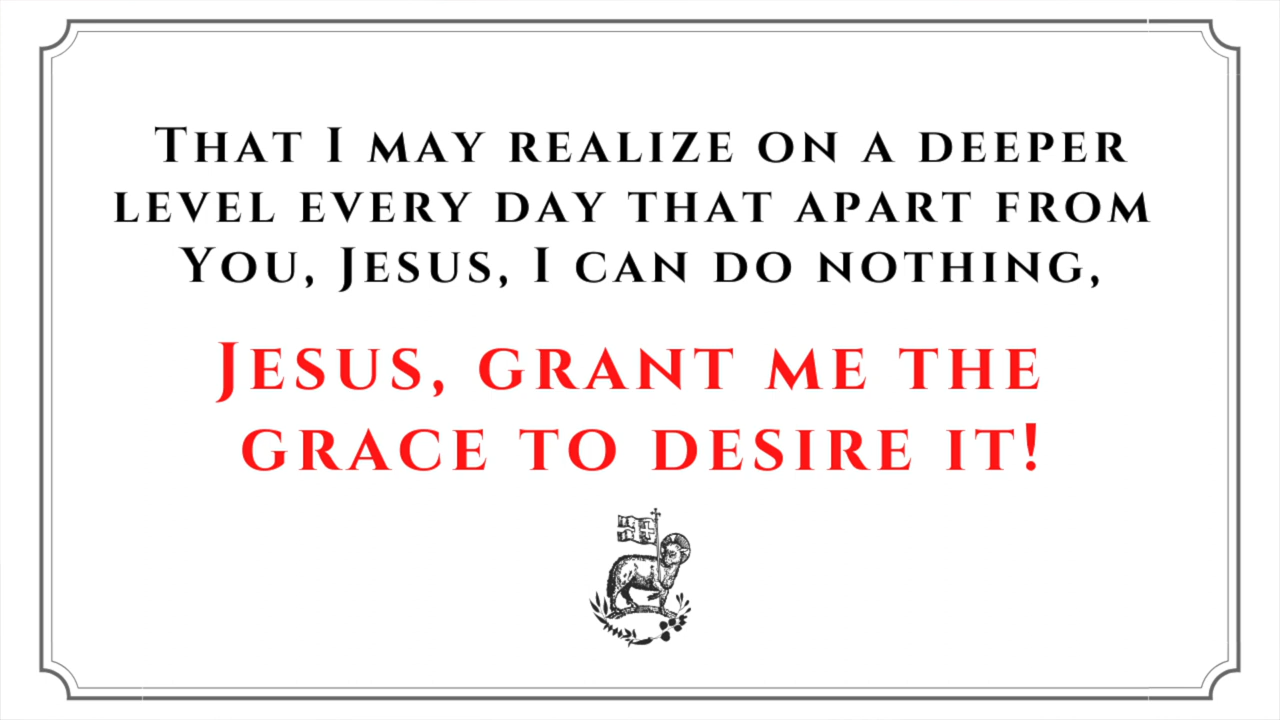 That I may realize on a deeper
level every day that apart from
You, Jesus, I can do nothing,
Jesus, grant me the
grace to desire it!